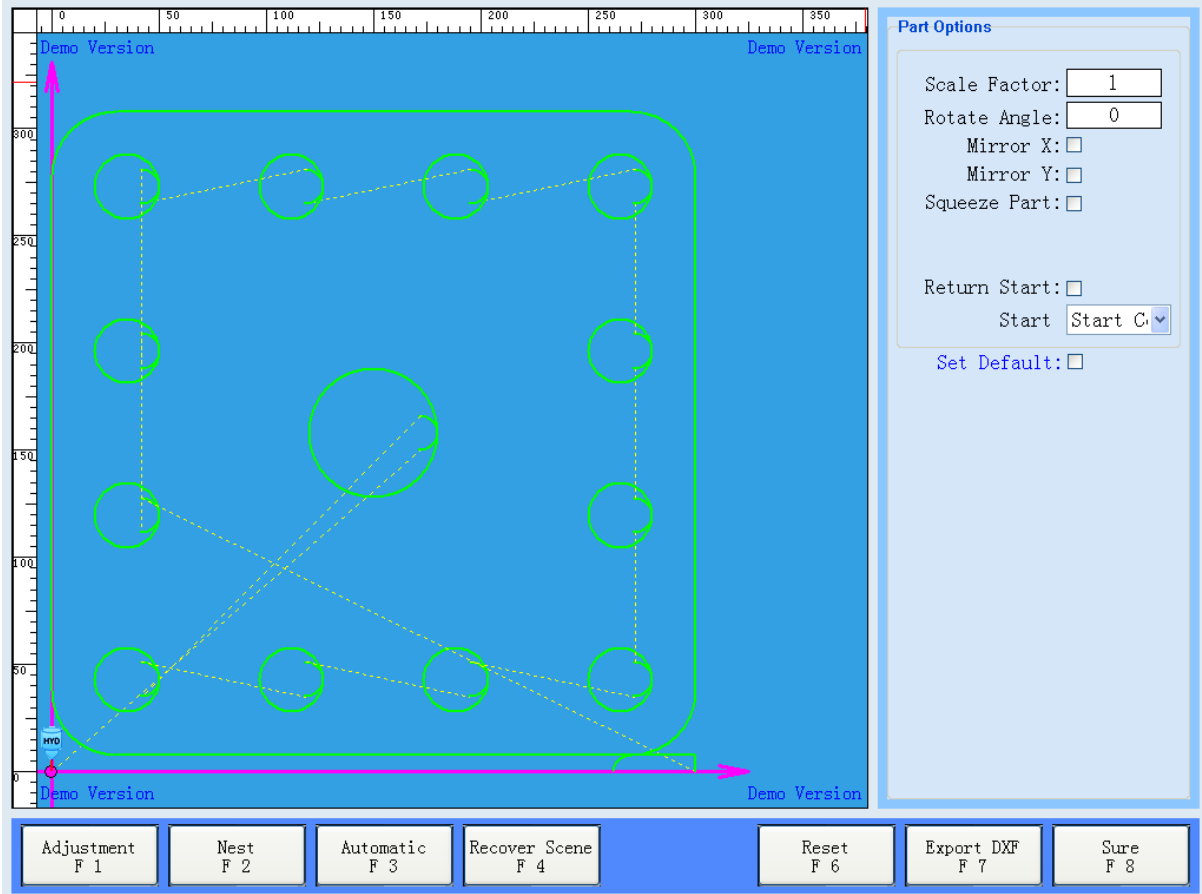 0 50 100 150 200 250 300 350
Part Options
Demo Version Demo Version
Scale Factor: 1
Rotate Angle: 0
Mirror X:
Mirror Y:
Squeeze Part:
Return Start:
Start Start C
Set Default:
300
250
200
150
100
50
0
HYD
Demo Version Demo Version
Adjustment
F 1
Nest
F 2
Automatic
F 3
Recover Scene
F 4
Reset
F 6
Export DXF
F 7
Sure
F 8